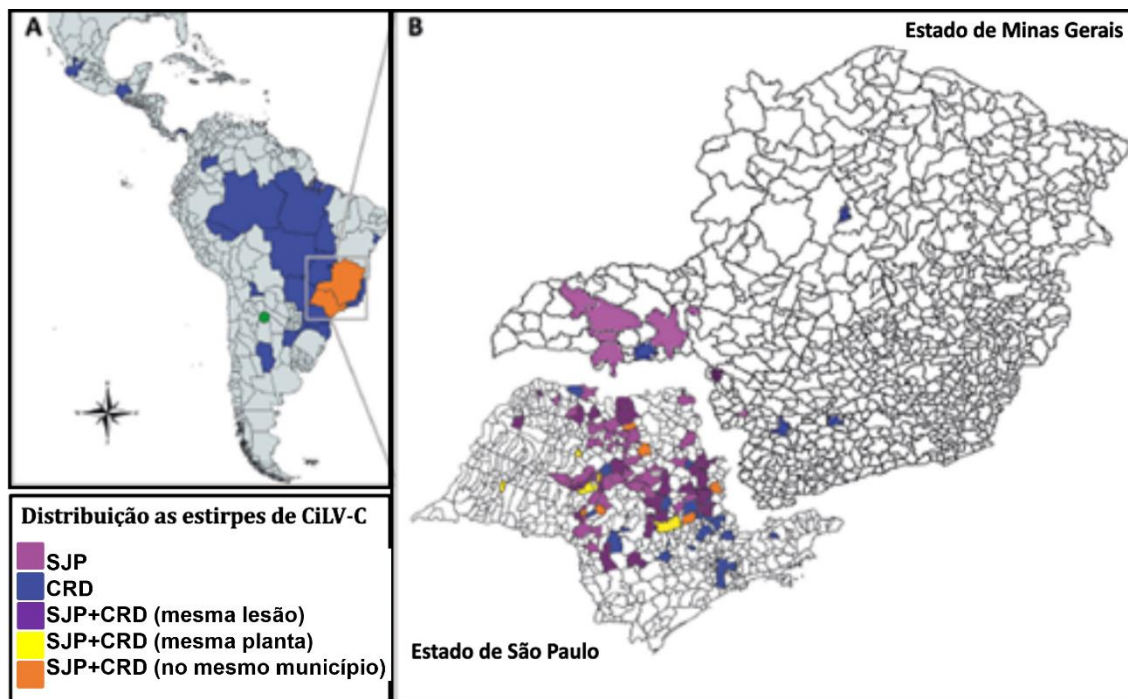 A
B
Estado de Minas Gerais
Estado de São Paulo
Distribuição as estirpes de CiLV-C
SJP
CRD
SJP+CRD (mesma lesão)
SJP+CRD (mesma planta)
SJP+CRD (no mesmo município)